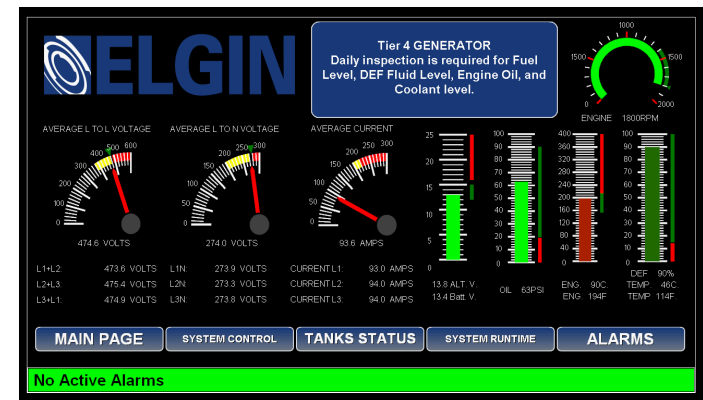 ELGIN
Tier 4 GENERATOR
Daily inspection is required for Fuel
Level, DEF Fluid Level, Engine Oil, and
Coolant level.
1000
1500 1500
0 2000
ENGINE 1800RPM
AVERAGE L TO L VOLTAGE
0 100 200 300 400 500 600
474.6 VOLTS
AVERAGE L TO N VOLTAGE
0 50 100 150 200 250 300
274.0 VOLTS
AVERAGE CURRENT
0 50 100 150 200 250 300
93.6 AMPS
L1+L2: 473.6 VOLTS
L2+L3: 475.4 VOLTS
L3+L1: 474.9 VOLTS
L1N: 273.9 VOLTS
L2N: 273.3 VOLTS
L3N: 273.8 VOLTS
CURRENT L1: 93.0 AMPS
CURRENT L2: 94.0 AMPS
CURRENT L3: 94.0 AMPS
25
20
15
10
5
0
13.8 ALT. V.
13.4 Batt. V.
100
90
80
70
60
50
40
30
20
10
0
OIL 63PSI
400
360
320
280
240
200
160
120
80
40
0
ENG. 90C.
ENG. 194F
100
90
80
70
60
50
40
30
20
10
0
DEF 90%
TEMP. 46C.
TEMP 114F.
MAIN PAGE
SYSTEM CONTROL
TANKS STATUS
SYSTEM RUNTIME
ALARMS
No Active Alarms